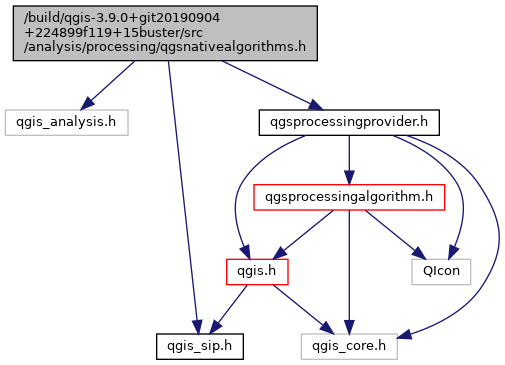 /build/qgis-3.9.0+git20190904
+224899f119+15buster/src
/analysis/processing/qgsnativealgorithms.h
qgis_analysis.h
qgsprocessingprovider.h
qgsprocessingalgorithm.h
qgis.h
QIcon
qgis_sip.h
qgis_core.h